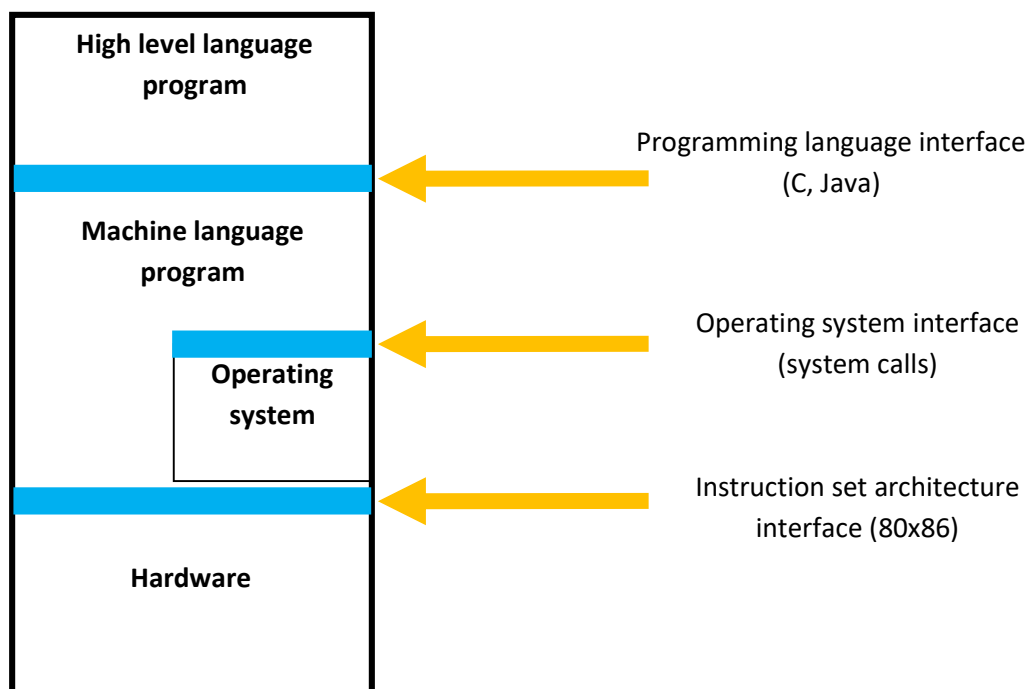 High level language
program
Programming language interface
(C, Java)
Machine language
program
Operating system interface
(system calls)
Operating
system
Instruction set architecture
interface (80x86)
Hardware